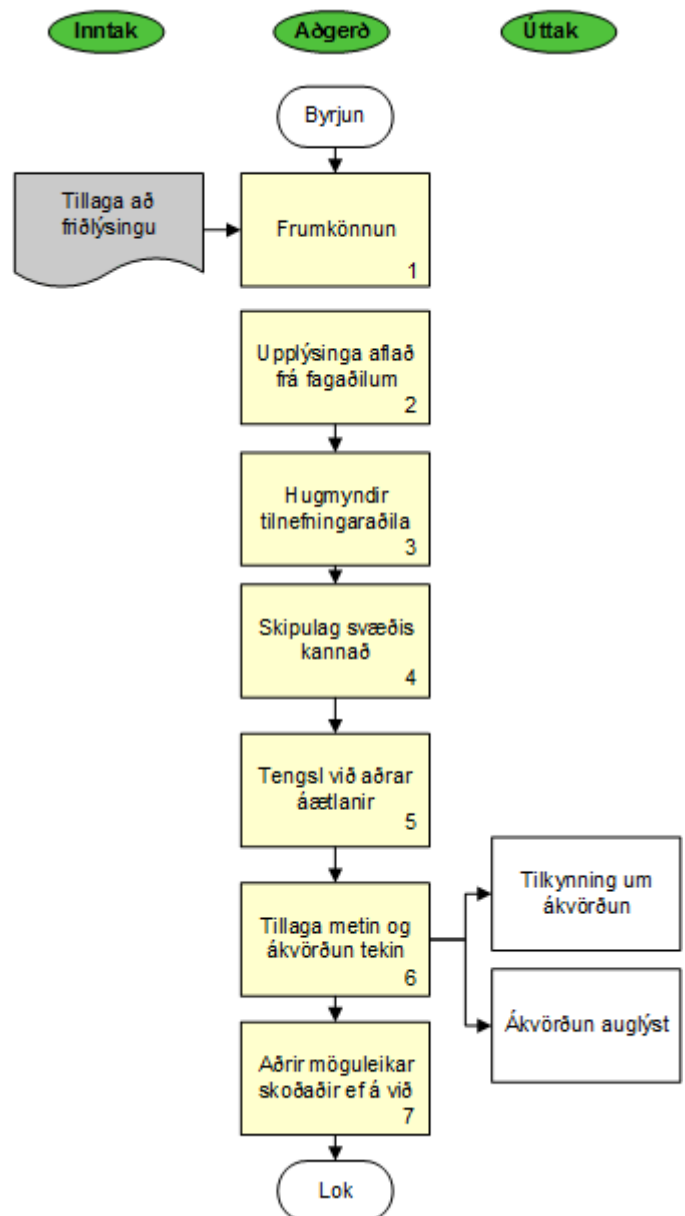 Inntak
Aðgerð
Úttak
Byrjun
Tillaga að
friðlýsingu
Frumkönnun
1
Upplýsinga aflað
frá fagaðilum
2
Hugmyndir
tilnefningaraðila
3
Skipulag svæðis
kannað
4
Tengsl við aðrar
áætlanir
5
Tillaga metin og
ákvörðun tekin
6
Tilkynning um
ákvörðun
Ákvörðun auglýst
Aðrir möguleikar
skoðaðir ef á við
7
Lok